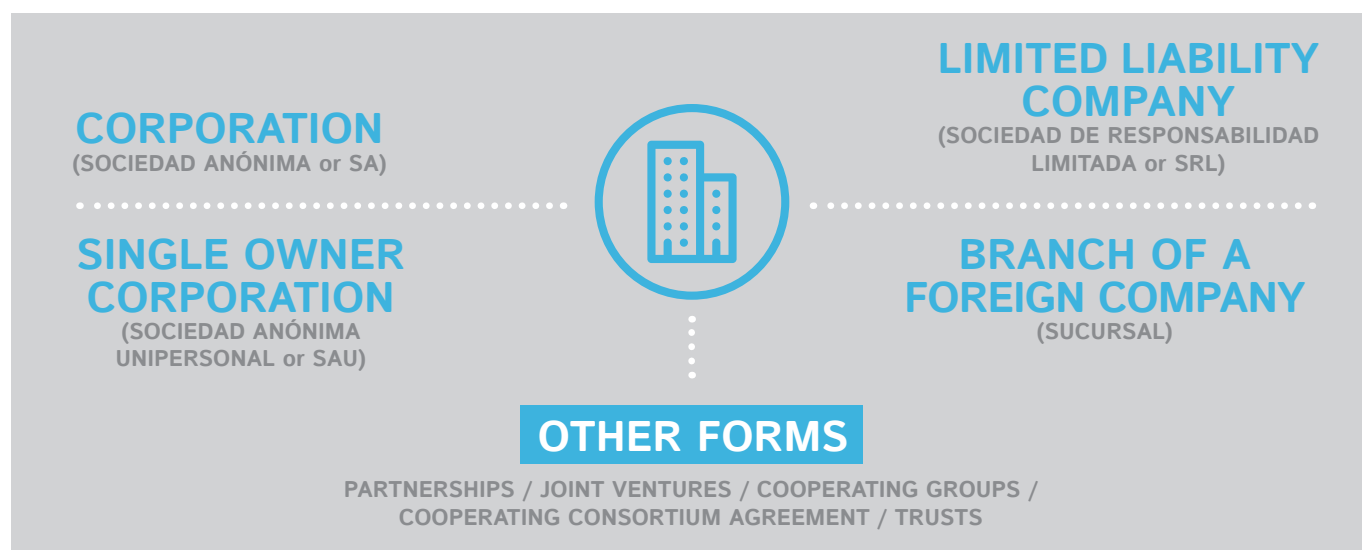 CORPORATION
(SOCIEDAD ANÓNIMA or SA)
SINGLE OWNER
CORPORATION
(SOCIEDAD ANÓNIMA
UNIPERSONAL or SAU)
LIMITED LIABILITY
COMPANY
(SOCIEDAD DE RESPONSABILIDAD
LIMITADA or SRL)
BRANCH OF A
FOREIGN COMPANY
(SUCURSAL)
OTHER FORMS
PARTNERSHIPS / JOINT VENTURES / COOPERATING GROUPS /
COOPERATING CONSORTIUM AGREEMENT / TRUSTS